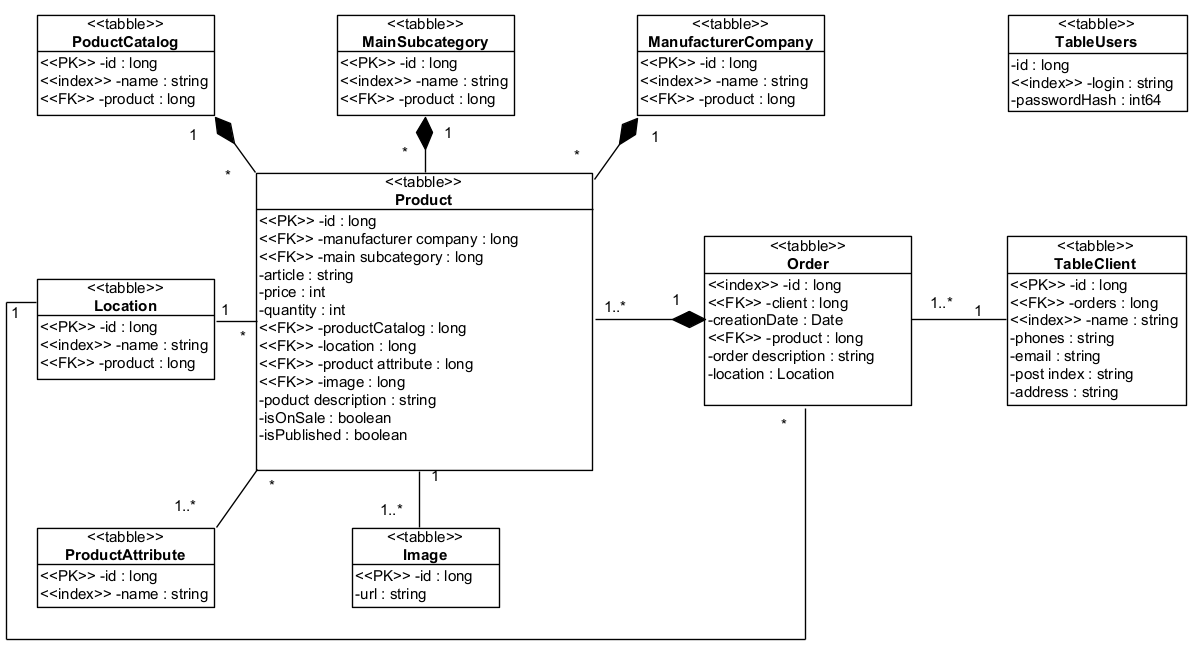 <<tabble>>
PoductCatalog
<<PK>> -id : long
<<index>> -name : string
<<FK>> -product : long
<<tabble>>
MainSubcategory
<<PK>> -id : long
<<index>> -name : string
<<FK>> -product : long
<<tabble>>
ManufacturerCompany
<<PK>> -id : long
<<index>> -name : string
<<FK>> -product : long
<<tabble>>
TableUsers
-id : long
<<index>> -login : string
-passwordHash : int64
1
*
1
*
1
*
<<tabble>>
Product
<<PK>> -id : long
<<FK>> -manufacturer company : long
<<FK>> -main subcategory : long
-article : string
-price : int
-quantity : int
<<FK>> -productCatalog : long
<<FK>> -location : long
<<FK>> -product attribute : long
<<FK>> -image : long
-poduct description : string
-isOnSale : boolean
-isPublished : boolean
<<tabble>>
Location
<<PK>> -id : long
<<index>> -name : string
<<FK>> -product : long
1
1
*
<<tabble>>
Order
<<index>> -id : long
<<FK>> -client : long
-creationDate : Date
<<FK>> -product : long
-order description : string
-location : Location
1..*
1
<<tabble>>
TableClient
<<PK>> -id : long
<<FK>> -orders : long
<<index>> -name : string
-phones : string
-email : string
-post index : string
-address : string
1..*
1
*
*
1..*
1
1..*
<<tabble>>
ProductAttribute
<<PK>> -id : long
<<index>> -name : string
<<tabble>>
Image
<<PK>> -id : long
-url : string